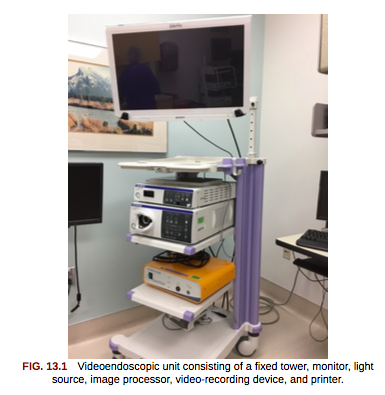 FIG. 13.1 Videoendoscopic unit consisting of a fixed tower, monitor, light
source, image processor, video-recording device, and printer.